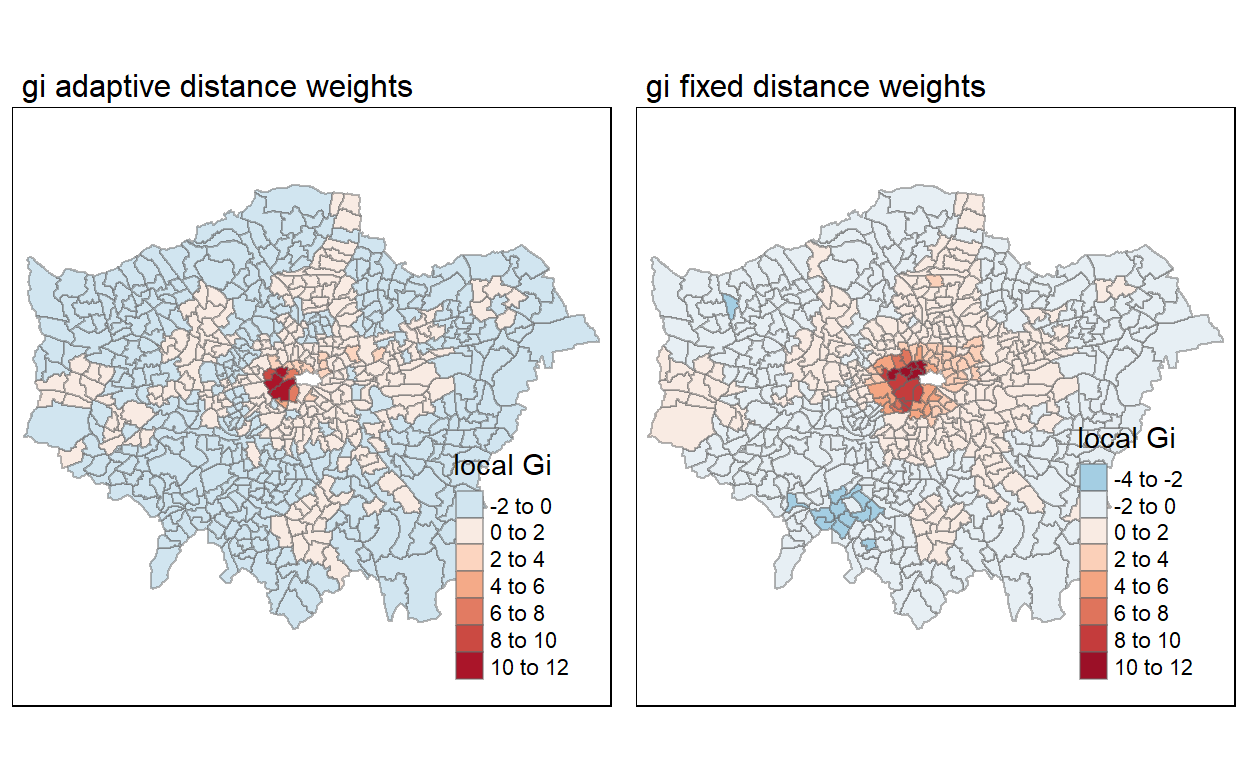 gi adaptive distance weights
local Gi
-2 to 0
0 to 2
2 to 4
4 to 6
6 to 8
8 to 10
10 to 12
gi fixed distance weights
local Gi
-4 to -2
-2 to 0
0 to 2
2 to 4
4 to 6
6 to 8
8 to 10
10 to 12